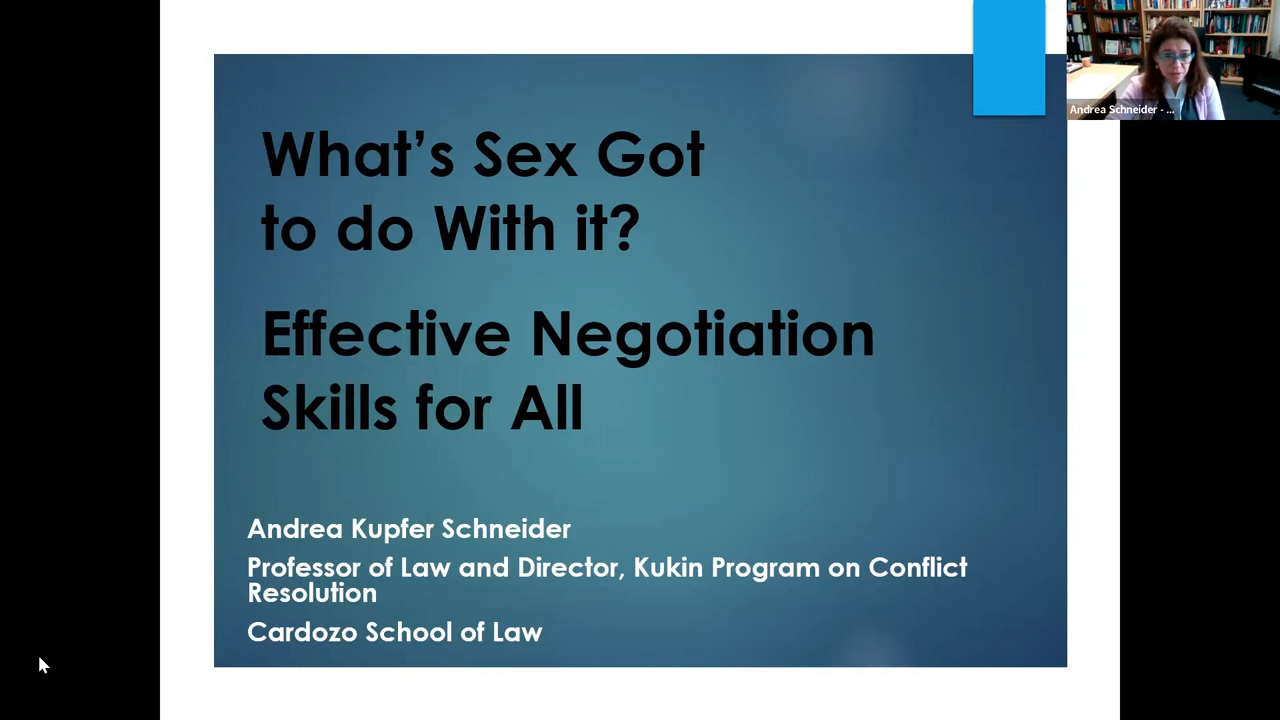 What's Sex Got
to do With it?
Effective Negotiation
Skills for All
Andrea Kupfer Schneider
Professor of Law and Director, Kukin Program on Conflict
Resolution
Cardozo School of Law
Andrea Schneider - ...